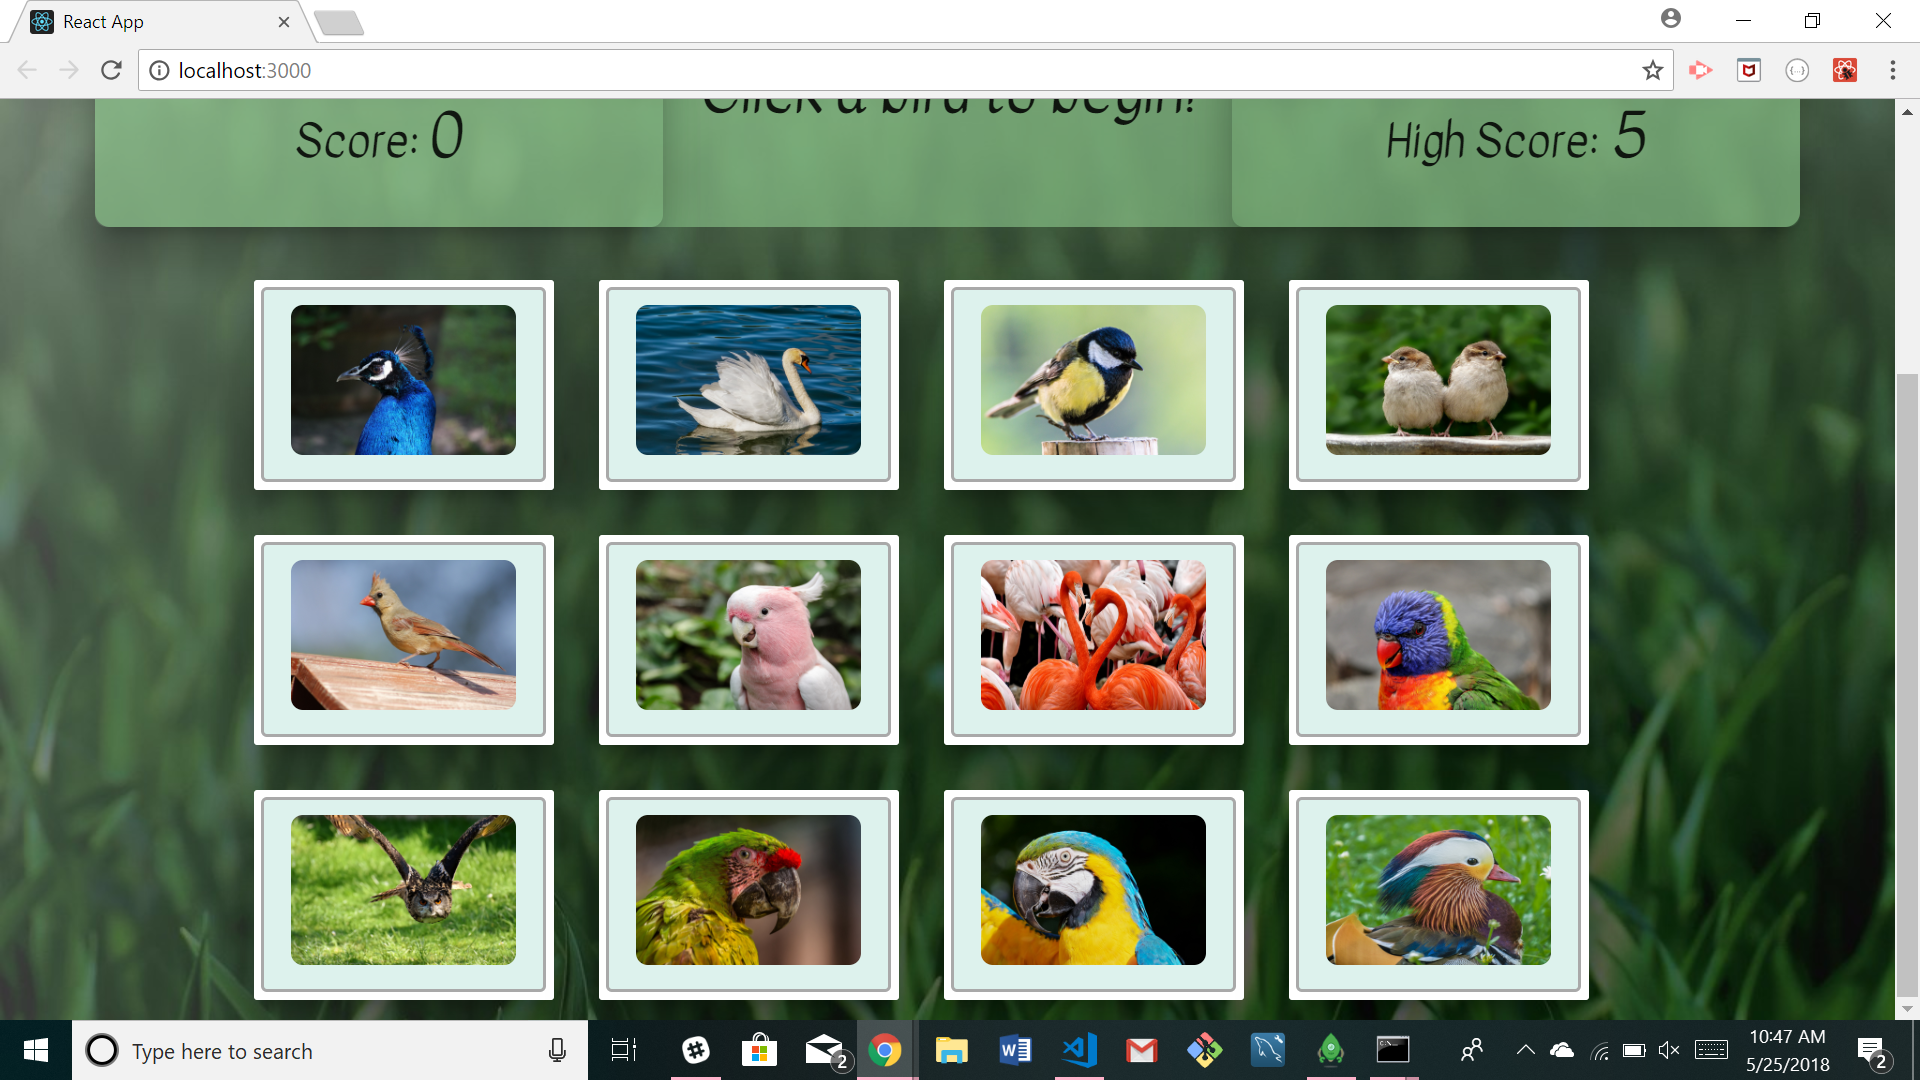 React App
localhost:3000
Click a bird to begin!
Score: 0
High Score: 5
Type here to search
2
10:47 AM
5/25/2018
2